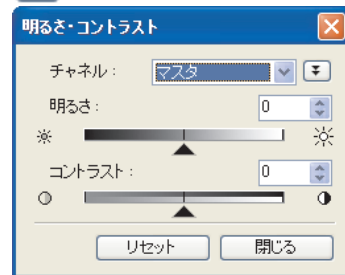 明るさ・コントラスト
チャネル： マスタ
明るさ： 0
コントラスト： 0
リセット 閉じる